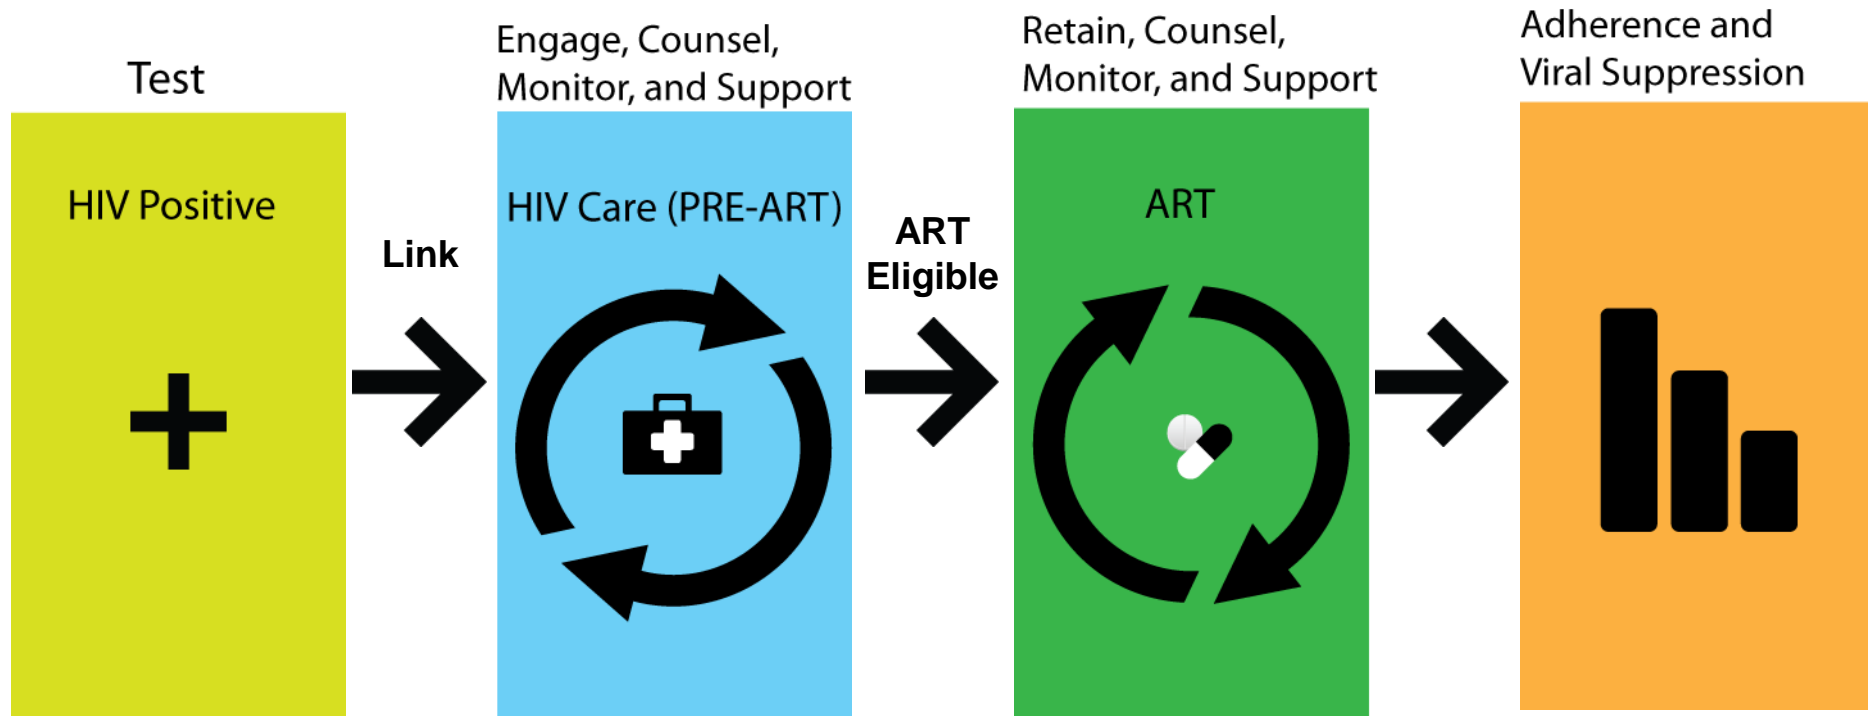 Test
HIV Positive
Link
Engage, Counsel,
Monitor, and Support
HIV Care (PRE-ART)
ART
Eligible
Retain, Counsel,
Monitor, and Support
ART
Adherence and
Viral Suppression